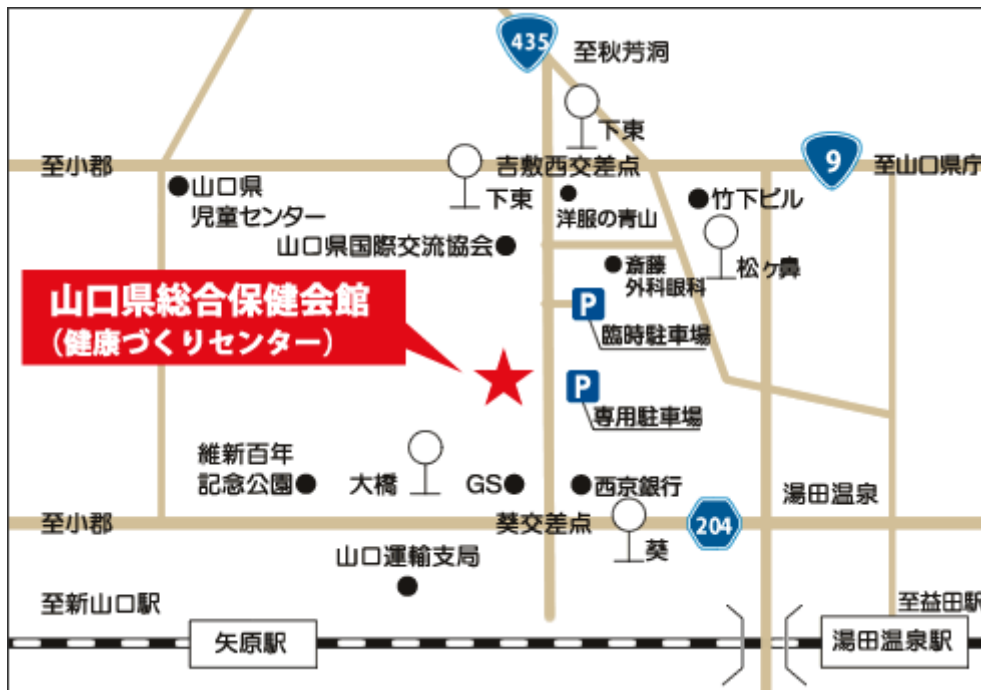 435
至秋芳洞
下東
至小郡
吉敷西交差点
9
至山口県庁
山口県
児童センター
下東
洋服の青山
竹下ビル
山口県国際交流協会
斎藤
外科眼科
松ヶ鼻
山口県総合保健会館
(健康づくりセンター)
P
臨時駐車場
P
専用駐車場
維新百年
記念公園
大橋
GS
西京銀行
湯田温泉
至小郡
葵交差点
204
葵
山口運輸支局
至新山口駅
至益田駅
矢原駅
湯田温泉駅